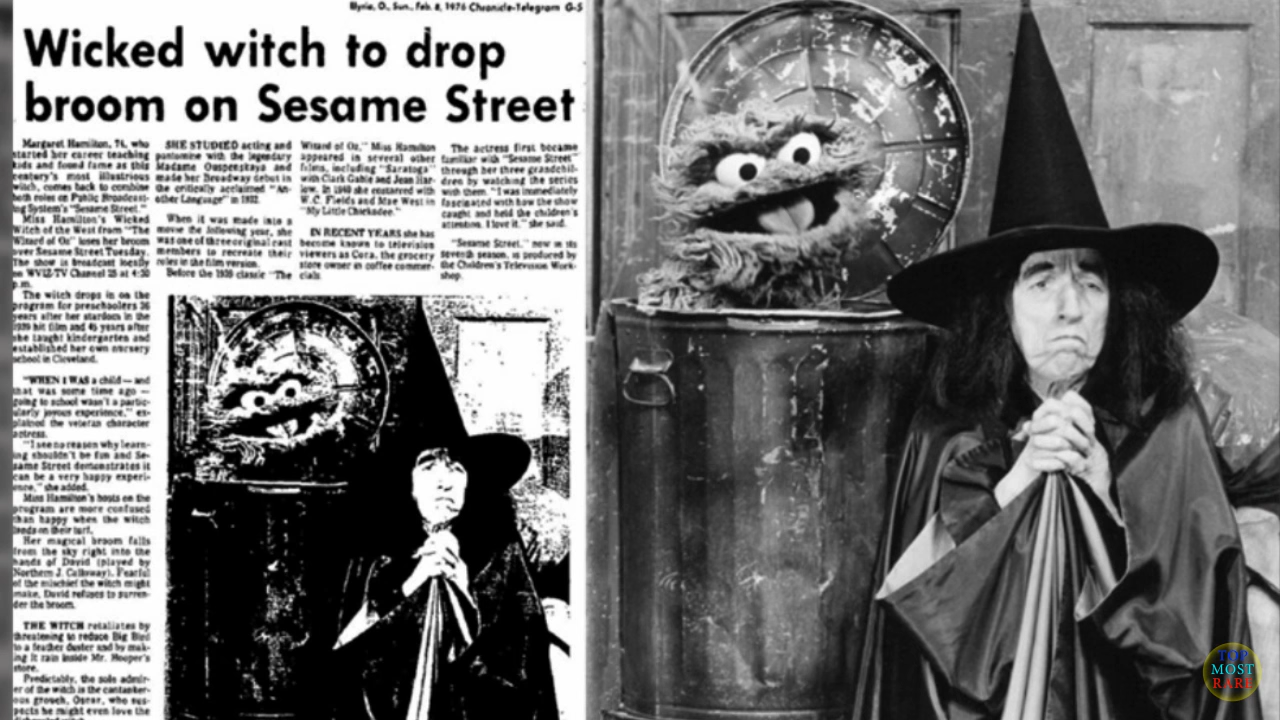 Elyria, O., Sun., Feb. 8, 1976 Chronicle-Telegram G-5
Wicked witch to drop
broom on Sesame Street
Margaret Hamilton, 74, who
started her career teaching
kids and found fame as this
century's most illustrious
witch, comes back to combine
both roles on Public Broadcast-
ing System's "Sesame Street."
Miss Hamilton's Wicked
Witch of the West from "The
Wizard of Oz" loses her broom
over Sesame Street Tuesday.
The show is broadcast locally
on WVIZ-TV Channel 25 at 4:30
p.m.
The witch drops in on the
program for preschoolers 36
years after her stardom in the
1939 hit film and 45 years after
she taught kindergarten and
established her own nursery
school in Cleveland.
"WHEN I WAS a child — and
that was some time ago —
going to school wasn't a partic-
ularly joyous experience," ex-
plained the veteran character
actress.
"I see no reason why learn-
ing shouldn't be fun and Se-
same Street demonstrates it
can be a very happy experi-
ence," she added.
Miss Hamilton's hosts on the
program are more confused
than happy when the witch
lands on their turf.
Her magical broom falls
from the sky right into the
hands of David (played by
Northern J. Calloway). Fearful
of the mischief the witch might
make, David refuses to surren-
der the broom.
THE WITCH retaliates by
threatening to reduce Big Bird
to a feather duster and by mak-
ing it rain inside Mr. Hooper's
store.
Predictably, the sole admir-
er of the witch is the cantanker-
ous grouch, Oscar, who sus-
pects he might even love the
SHE STUDIED acting and
pantomime with the legendary
Madame Ouspenskaya and
made her Broadway debut in
the critically acclaimed "An-
other Language" in 1932.
When it was made into a
movie the following year, she
was one of three original cast
members to recreate their
roles in the film version.
Before the 1939 classic "The
Wizard of Oz," Miss Hamilton
appeared in several other
films, including "Saratoga"
with Clark Gable and Jean Har-
low. In 1940 she costarred with
W.C. Fields and Mae West in
"My Little Chickadee."
IN RECENT YEARS she has
become known to television
viewers as Cora, the grocery
store owner in coffee commer-
cials.
The actress first became
familiar with "Sesame Street"
through her three grandchil-
dren by watching the series
with them. "I was immediately
fascinated with how the show
caught and held the children's
attention. I love it," she said.
"Sesame Street," now in its
seventh season, is produced by
the Children's Television Work-
shop.
TOP
MOST
RARE